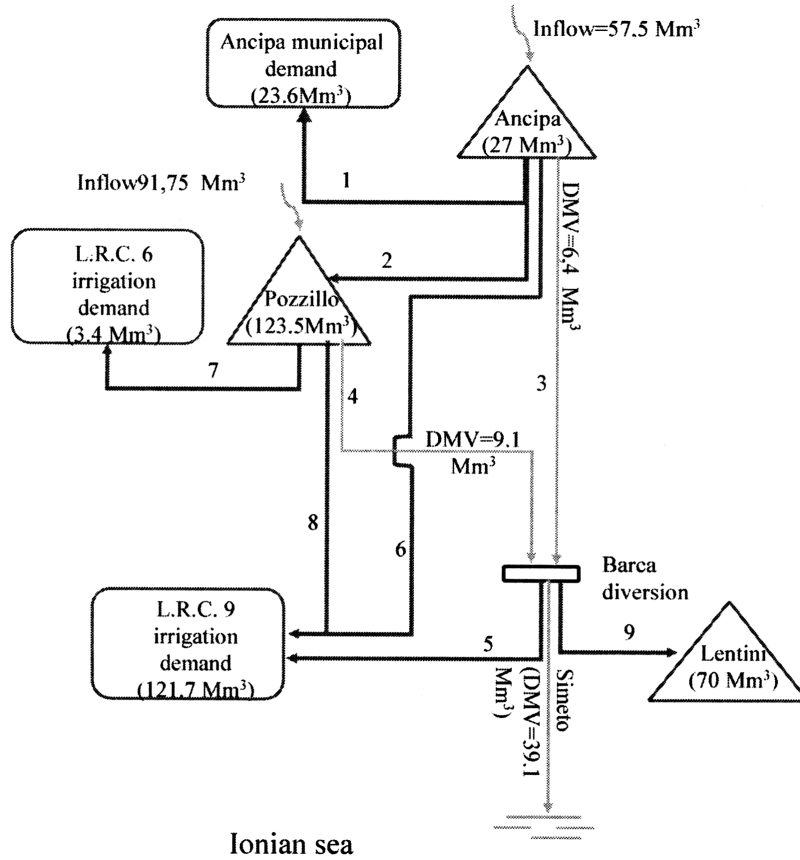 Ancipa municipal
demand
(23.6Mm³)
Inflow=57,5 Mm³
Ancipa
(27 Mm³)
1
Inflow91,75 Mm³
DMV=6,4 Mm³
L.R.C. 6
irrigation
demand
(3.4 Mm³)
2
Pozzillo
(123.5Mm³)
7
4
3
DMV=9.1
Mm³
8
6
Barca
diversion
L.R.C. 9
irrigation
demand
(121.7 Mm³)
5
9
Lentini
(70 Mm³)
Simeto
(DMV=39.1
Mm³)
Ionian sea